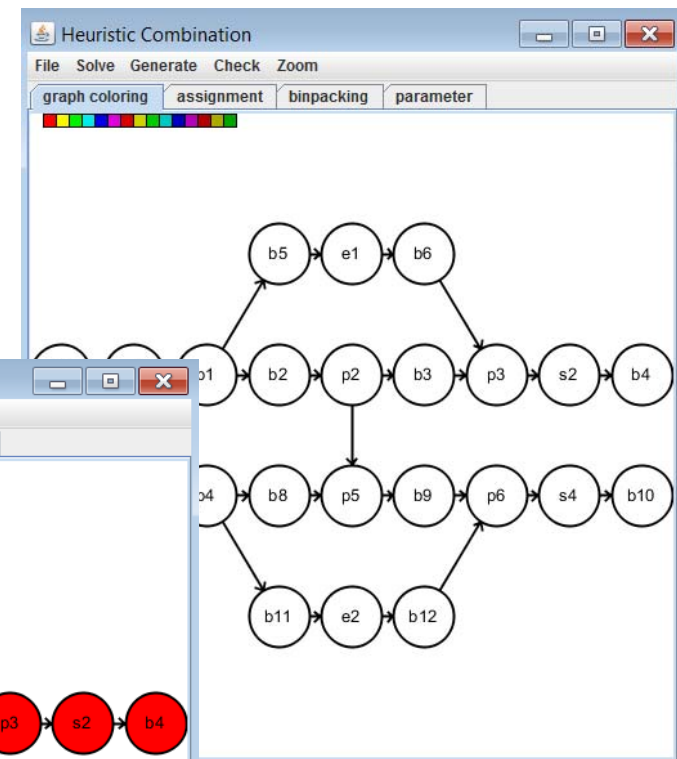 Heuristic Combination
File Solve Generate Check Zoom
graph coloring assignment binpacking parameter
b5 e1 b6
b2 p2 b3 p3 s2 b4
b8 p5 b9 p6 s4 b10
b11 e2 b12
p3 s2 b4